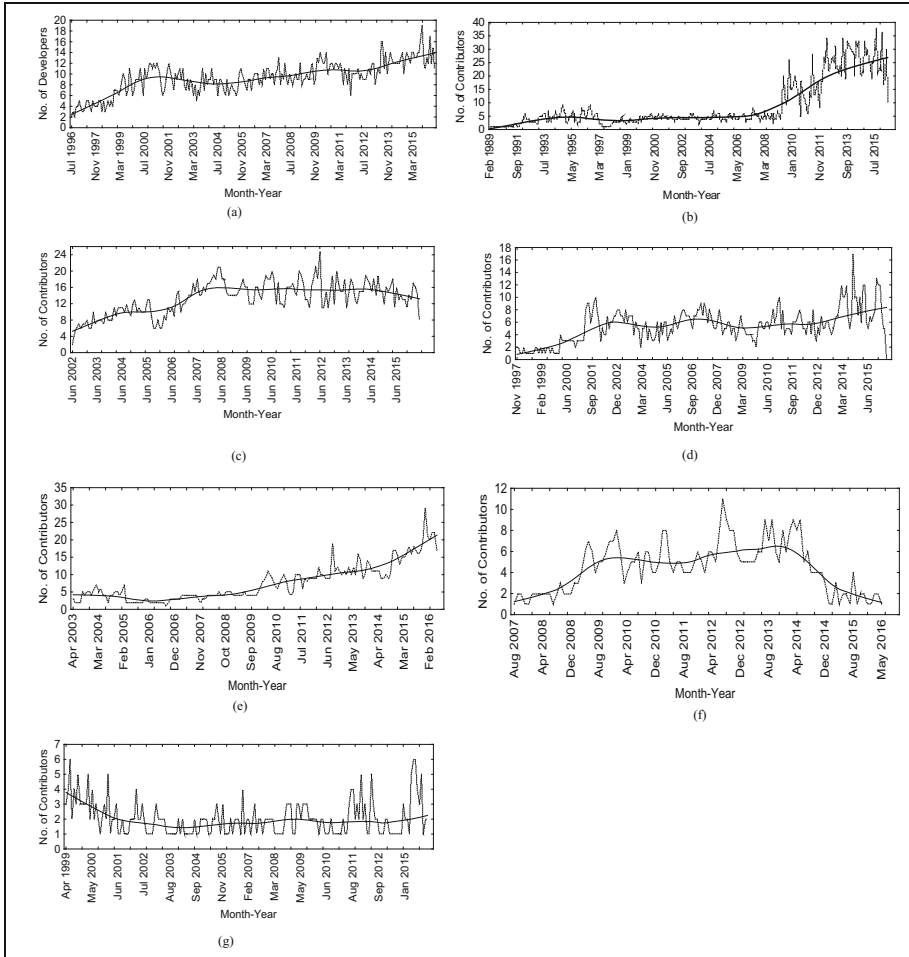 No. of Developers
20
18
16
14
12
10
8
6
4
2
0
Jul 1996
Nov 1997
Mar 1999
Jul 2000
Nov 2001
Mar 2003
Jul 2004
Nov 2005
Mar 2007
Jul 2008
Nov 2009
Mar 2011
Jul 2012
Nov 2013
Mar 2015
Month-Year
(a)
No. of Contributors
40
35
30
25
20
15
10
5
0
Feb 1989
Sep 1991
Jul 1993
May 1995
Mar 1997
Jan 1999
Nov 2000
Sep 2002
Jul 2004
May 2006
Mar 2008
Jan 2010
Nov 2011
Sep 2013
Jul 2015
Month-Year
(b)
No. of Contributors
24
20
16
12
8
4
0
Jun 2002
Jun 2003
Jun 2004
Jun 2005
Jun 2006
Jun 2007
Jun 2008
Jun 2009
Jun 2010
Jun 2011
Jun 2012
Jun 2013
Jun 2014
Jun 2015
Month-Year
(c)
No. of Contributors
18
16
14
12
10
8
6
4
2
0
Nov 1997
Feb 1999
Jun 2000
Sep 2001
Dec 2002
Mar 2004
Jun 2005
Sep 2006
Dec 2007
Mar 2009
Jun 2010
Sep 2011
Dec 2012
Mar 2014
Jun 2015
Month-Year
(d)
No. of Contributors
35
30
25
20
15
10
5
0
Apr 2003
Mar 2004
Feb 2005
Jan 2006
Dec 2006
Nov 2007
Oct 2008
Sep 2009
Aug 2010
Jul 2011
Jun 2012
May 2013
Apr 2014
Mar 2015
Feb 2016
Month-Year
(e)
No. of Contributors
12
10
8
6
4
2
0
Aug 2007
Apr 2008
Dec 2008
Aug 2009
Apr 2010
Dec 2010
Aug 2011
Apr 2012
Dec 2012
Aug 2013
Apr 2014
Dec 2014
Aug 2015
May 2016
Month-Year
(f)
No. of Contributors
7
6
5
4
3
2
1
0
Apr 1999
May 2000
Jun 2001
Jul 2002
Aug 2003
Sep 2004
Nov 2005
Feb 2007
Mar 2008
May 2009
Jun 2010
Jul 2011
Sep 2012
Jan 2015
Month-Year
(g)